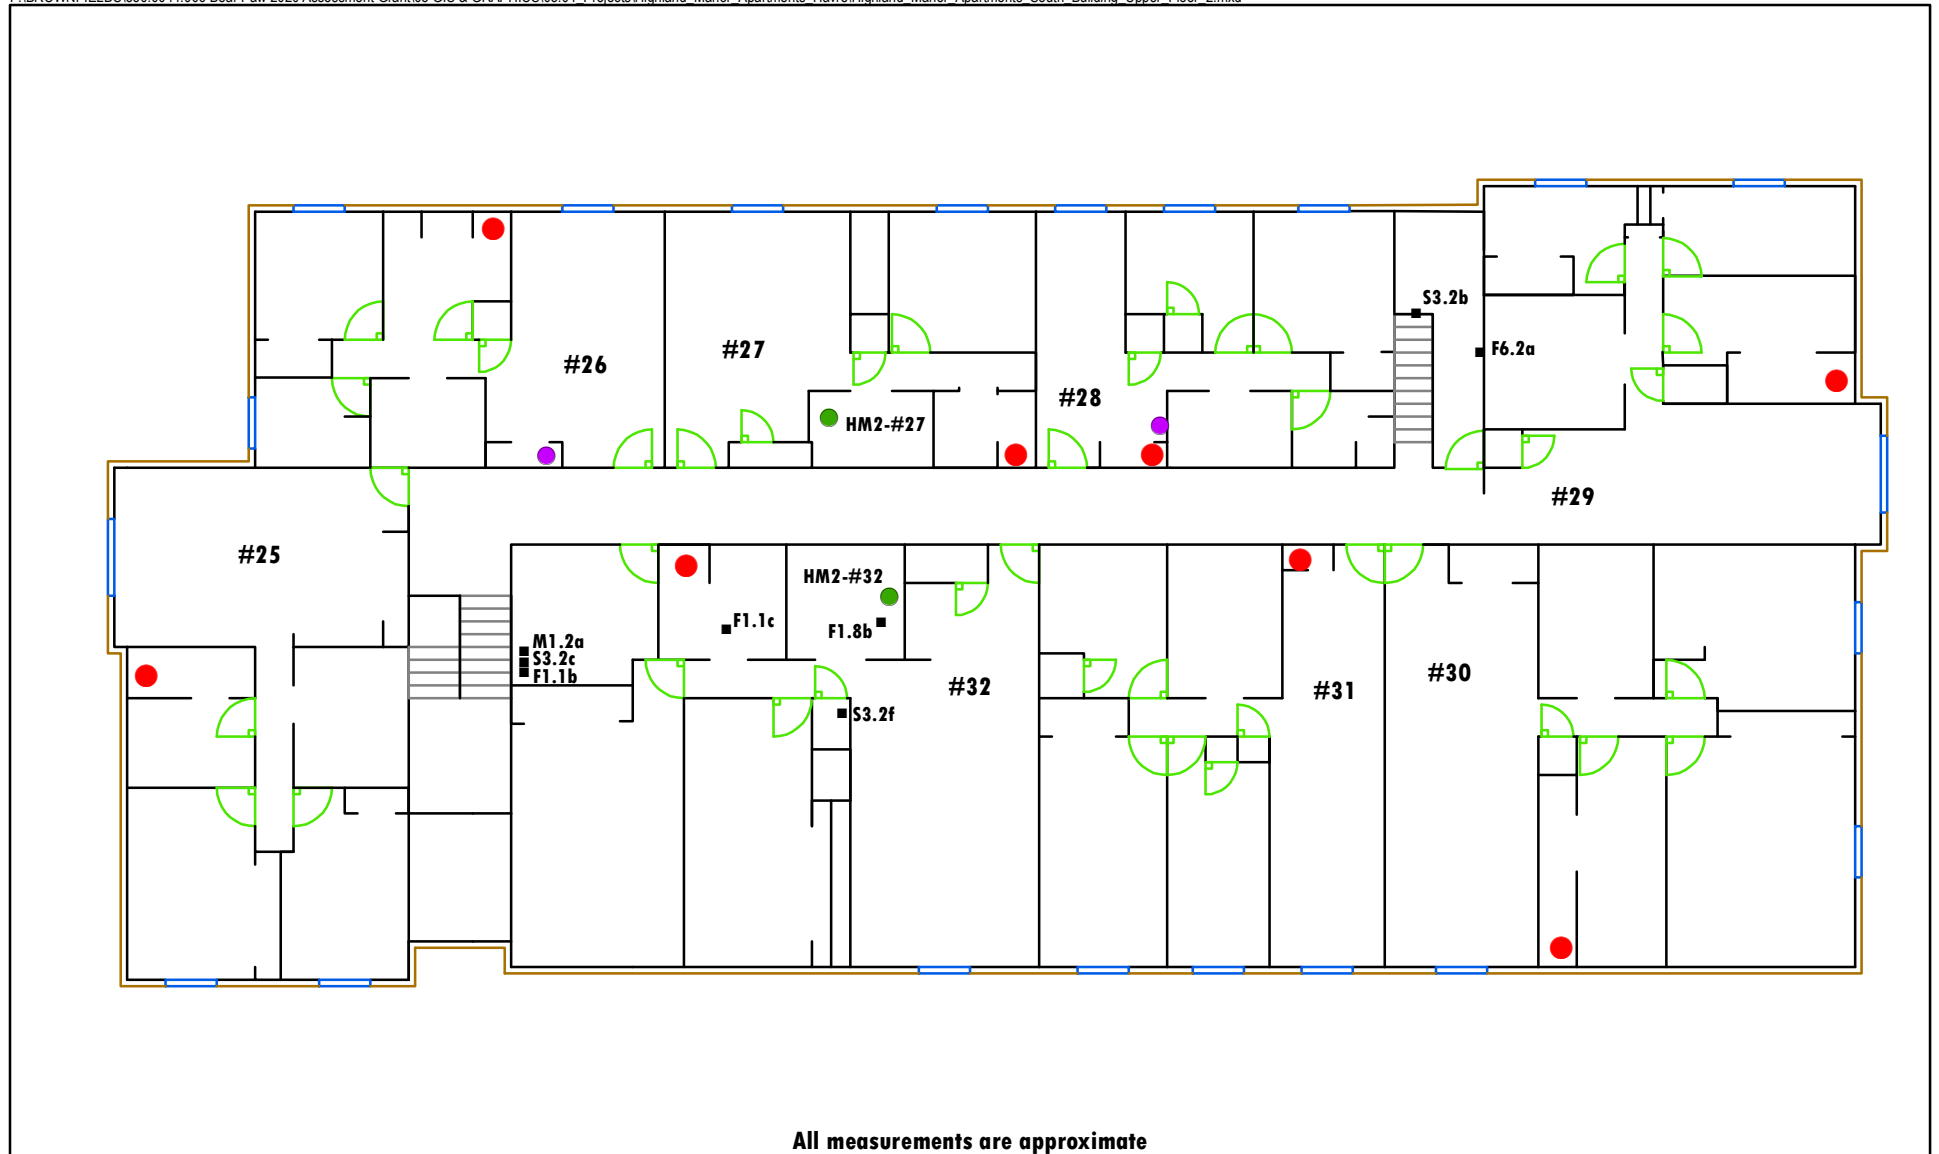 S3.2b
#27
F6.2a
#26
#28
HM2-#27
#29
#25
HM2-#32
F1.1c
F1.8b
M1.2a
S3.2c
F1.1b
#32
#31
#30
S3.2f
All measurements are approximate